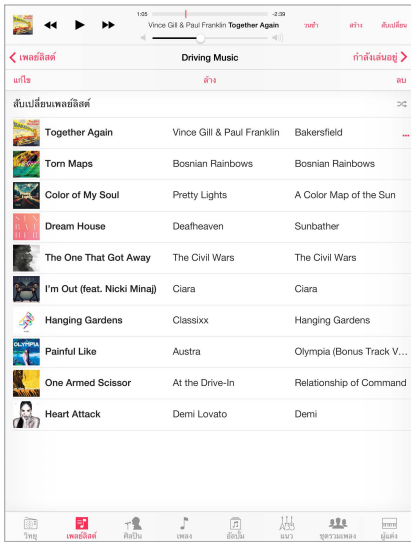 1:05 -2:39
Vince Gill & Paul Franklin Together Again วนซ้ำ สร้าง สับเปลี่ยน
เพลย์ลิสต์ Driving Music กำลังเล่นอยู่
แก้ไข ล้าง ลบ
สับเปลี่ยนเพลย์ลิสต์
Together Again Vince Gill & Paul Franklin Bakersfield ...
Torn Maps Bosnian Rainbows Bosnian Rainbows
Color of My Soul Pretty Lights A Color Map of the Sun
Dream House Deafheaven Sunbather
The One That Got Away The Civil Wars The Civil Wars
I'm Out (feat. Nicki Minaj) Ciara Ciara
Hanging Gardens Classixx Hanging Gardens
OLYMPIA
Painful Like Austra Olympia (Bonus Track V...
One Armed Scissor At the Drive-In Relationship of Command
Heart Attack Demi Lovato Demi
วิทยุ เพลย์ลิสต์ ศิลปิน เพลง อัลบั้ม แนว ชุดรวมเพลง ผู้แต่ง